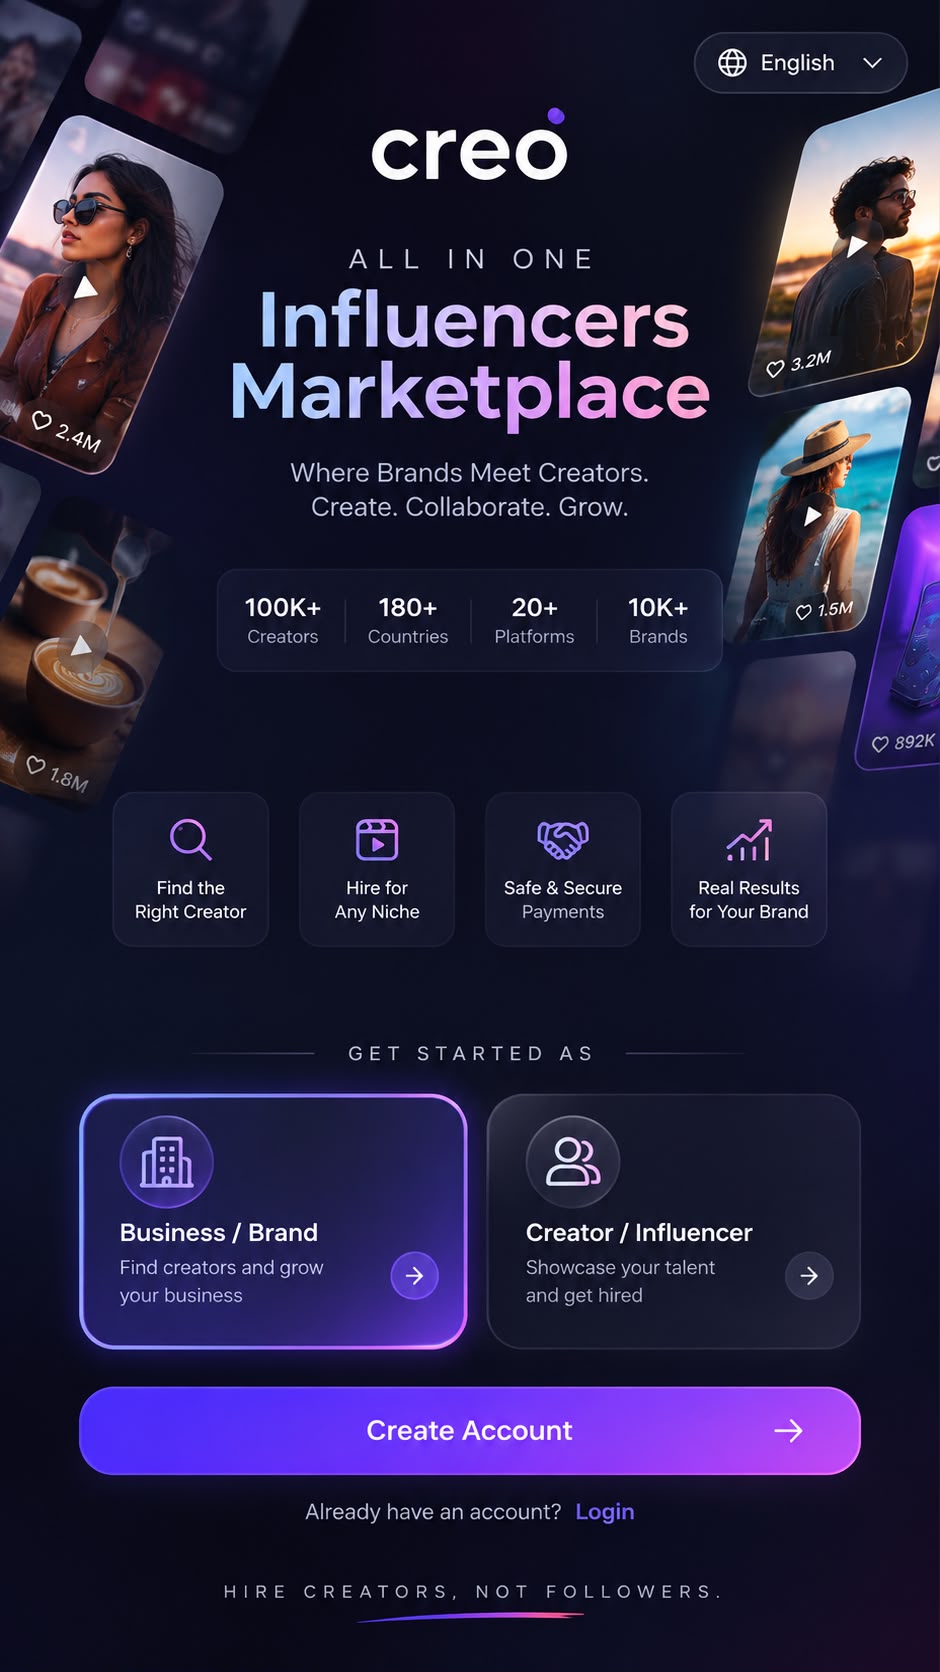 English
creo
ALL IN ONE
Influencers
Marketplace
Where Brands Meet Creators.
Create. Collaborate. Grow.
2.4M
1.8M
3.2M
1.5M
892K
100K+ 180+ 20+ 10K+
Creators Countries Platforms Brands
Find the
Right Creator
Hire for
Any Niche
Safe & Secure
Payments
Real Results
for Your Brand
GET STARTED AS
Business / Brand
Find creators and grow
your business
Creator / Influencer
Showcase your talent
and get hired
Create Account
Already have an account? Login
HIRE CREATORS, NOT FOLLOWERS.